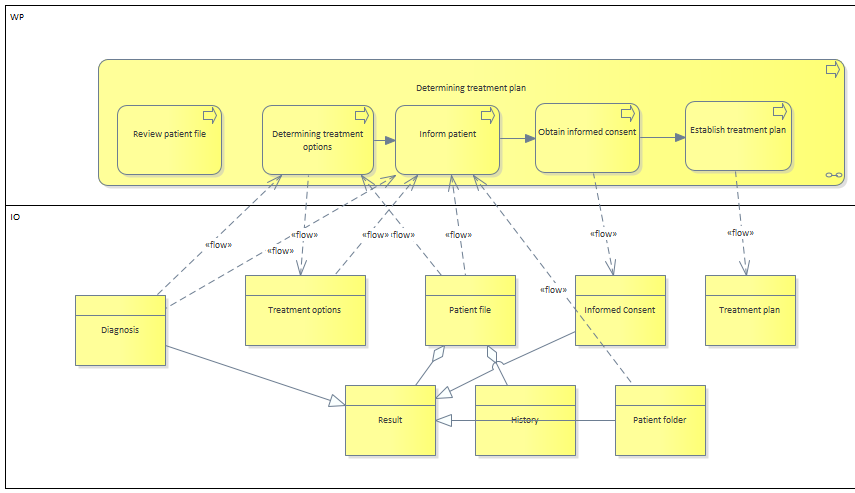 WP
Determining treatment plan
Review patient file
Determining treatment
options
Inform patient
Obtain informed consent
Establish treatment plan
IO
«flow»
«flow»
«flow»
«flow»
«flow»
«flow»
«flow»
«flow»
«flow»
Diagnosis
Treatment options
Patient file
Informed Consent
Treatment plan
Result
History
Patient folder